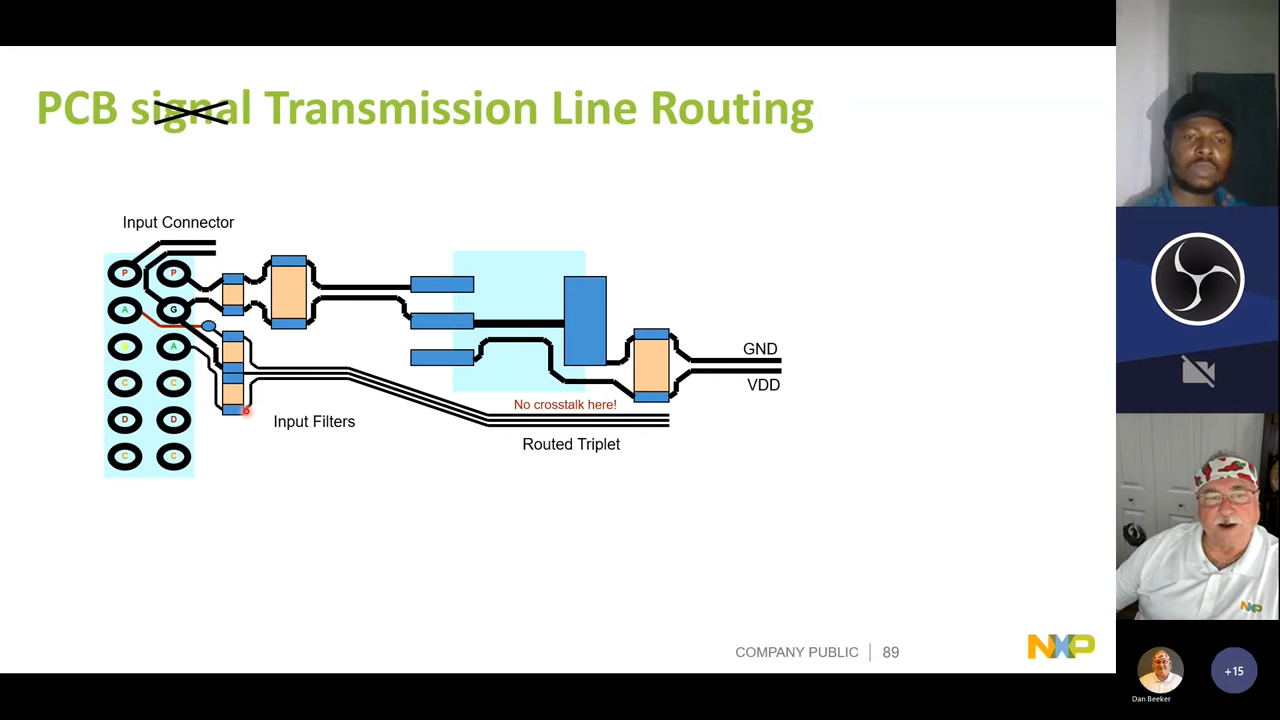 PCB signal Transmission Line Routing
Input Connector
P P
A G
A
C C
D D
C C
Input Filters
GND
VDD
No crosstalk here!
Routed Triplet
COMPANY PUBLIC | 89
NXP
NXP
Dan Beeker
+15